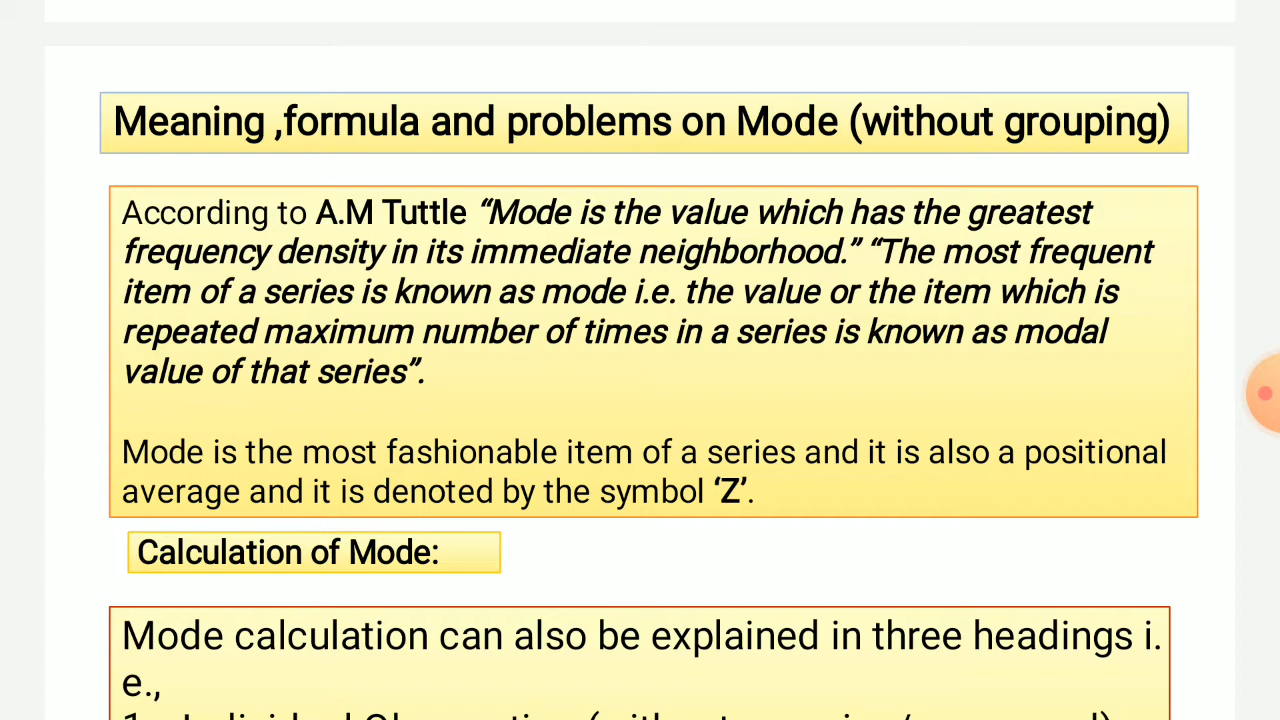 Meaning ,formula and problems on Mode (without grouping)
According to A.M Tuttle “Mode is the value which has the greatest
frequency density in its immediate neighborhood.” “The most frequent
item of a series is known as mode i.e. the value or the item which is
repeated maximum number of times in a series is known as modal
value of that series”.
Mode is the most fashionable item of a series and it is also a positional
average and it is denoted by the symbol ‘Z’.
Calculation of Mode:
Mode calculation can also be explained in three headings i.
e.,